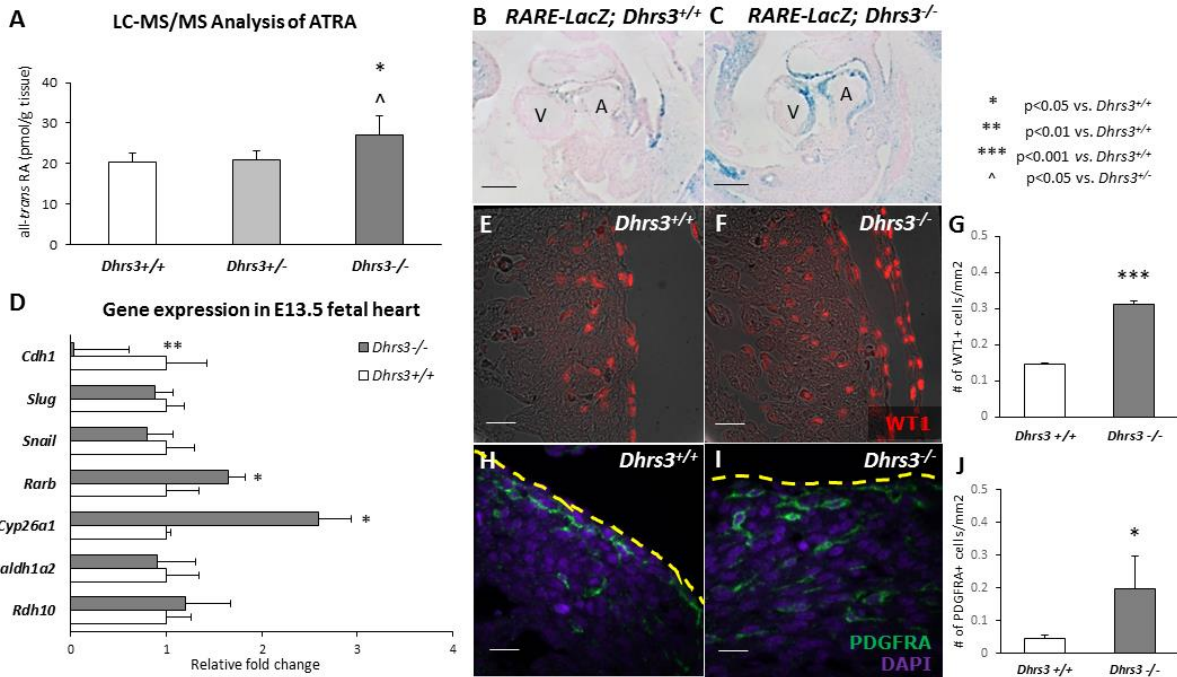 A
LC-MS/MS Analysis of ATRA
all-trans RA (pmol/g tissue)
40
30
20
10
0
*
^
Dhrs3+/+
Dhrs3+/-
Dhrs3-/-
B RARE-LacZ; Dhrs3+/+
V
A
C RARE-LacZ; Dhrs3-/-
V
A
* p<0.05 vs. Dhrs3+/+
** p<0.01 vs. Dhrs3+/+
*** p<0.001 vs. Dhrs3+/+
^ p<0.05 vs. Dhrs3+/-
D
Gene expression in E13.5 fetal heart
Cdh1
Slug
Snail
Rarb
Cyp26a1
aldh1a2
Rdh10
**
*
*
Dhrs3-/-
Dhrs3+/+
0
1
2
3
4
Relative fold change
E Dhrs3+/+
F Dhrs3-/-
WT1
G
# of WT1+ cells/mm2
0.5
0.4
0.3
0.2
0.1
0
***
Dhrs3 +/+
Dhrs3 -/-
H Dhrs3+/+
I Dhrs3-/-
PDGFRA
DAPI
J
# of PDGFRA+ cells/mm2
0.5
0.4
0.3
0.2
0.1
0
*
Dhrs3 +/+
Dhrs3 -/-